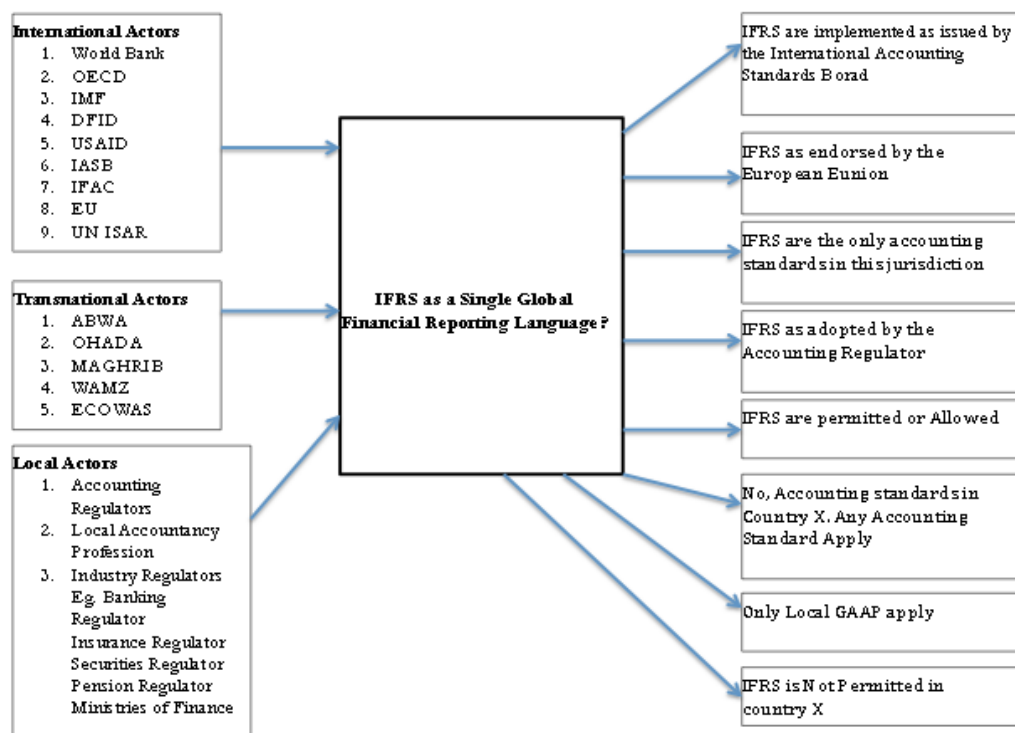 International Actors
1. World Bank
2. OECD
3. IMF
4. DFID
5. USAID
6. IASB
7. IFAC
8. EU
9. UN ISAR
Transnational Actors
1. ABWA
2. OHADA
3. MAGHRIB
4. WAMZ
5. ECOWAS
Local Actors
1. Accounting
Regulators
2. Local Accountancy
Profession
3. Industry Regulators
Eg. Banking
Regulator
Insurance Regulator
Securities Regulator
Pension Regulator
Ministries of Finance
IFRS as a Single Global
Financial Reporting Language?
IFRS are implemented as issued by
the International Accounting
Standards Borad
IFRS as endorsed by the
European Eunion
IFRS are the only accounting
standards in this jurisdiction
IFRS as adopted by the
Accounting Regulator
IFRS are permitted or Allowed
No, Accounting standards in
Country X. Any Accounting
Standard Apply
Only Local GAAP apply
IFRS is Not Permitted in
country X